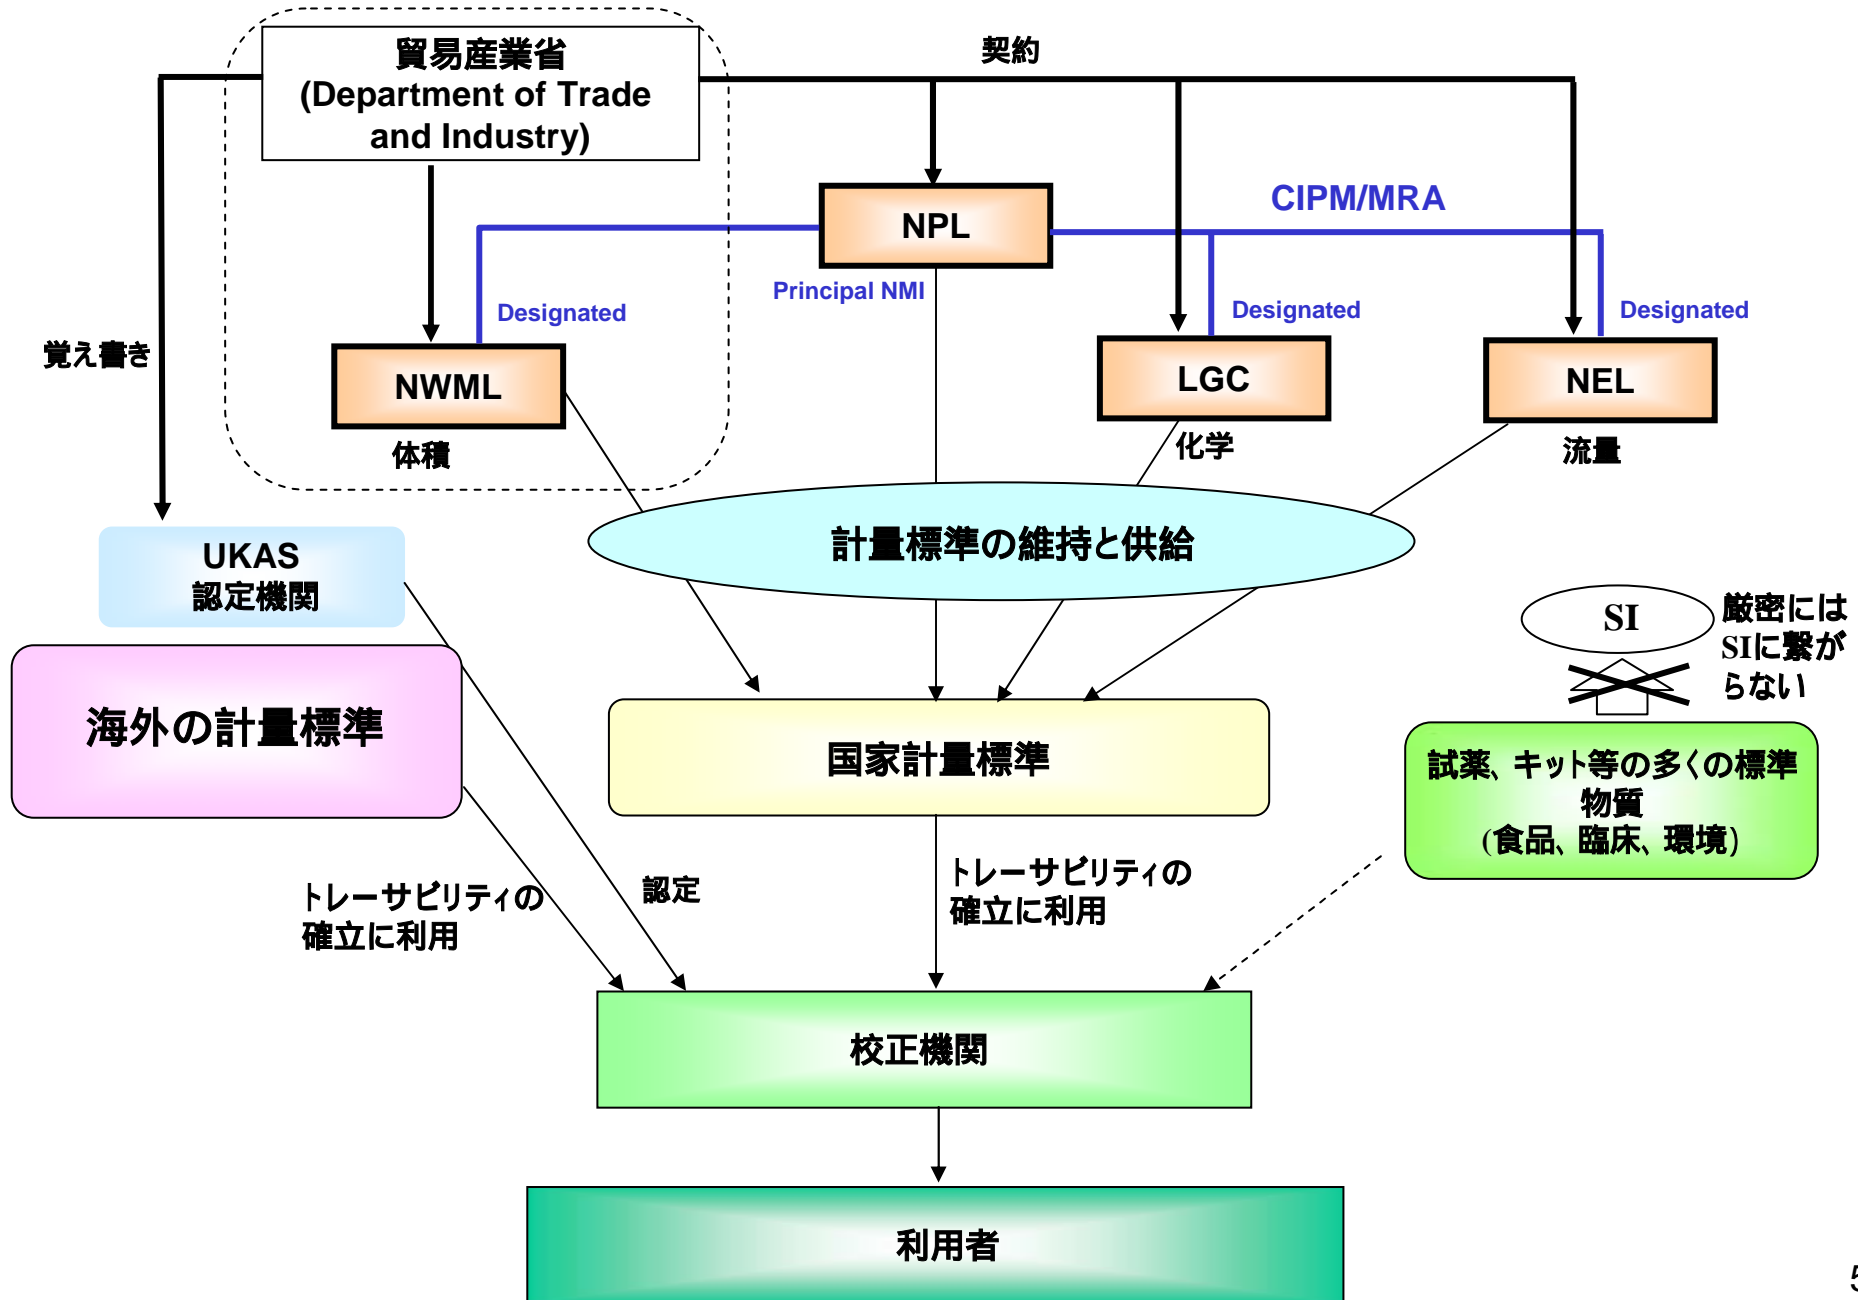 貿易産業省
(Department of Trade
and Industry)
契約
NPL
CIPM/MRA
Principal NMI
Designated
Designated
Designated
覚え書き
NWML
LGC
NEL
体積
化学
流量
計量標準の維持と供給
UKAS
認定機関
SI
厳密には
SIに繋が
らない
海外の計量標準
国家計量標準
試薬、キット等の多くの標準
物質
(食品、臨床、環境)
トレーサビリティの
確立に利用
認定
トレーサビリティの
確立に利用
校正機関
利用者
5